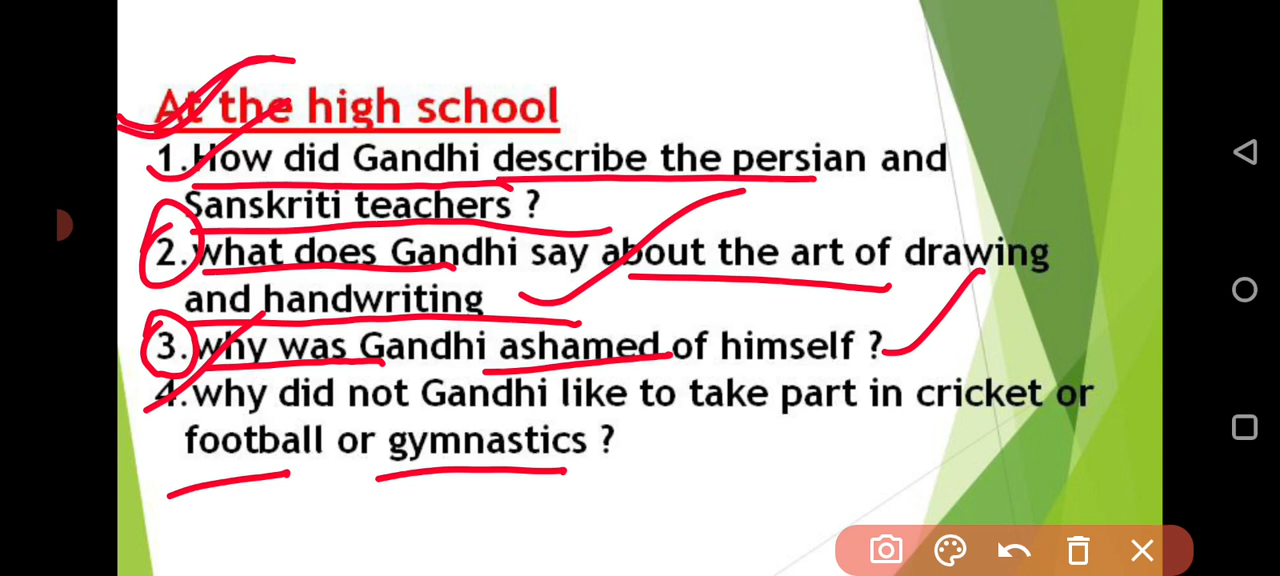 At the high school
1.How did Gandhi describe the persian and
Sanskriti teachers ?
2.what does Gandhi say about the art of drawing
and handwriting
3.why was Gandhi ashamed of himself ?
4.why did not Gandhi like to take part in cricket or
football or gymnastics ?